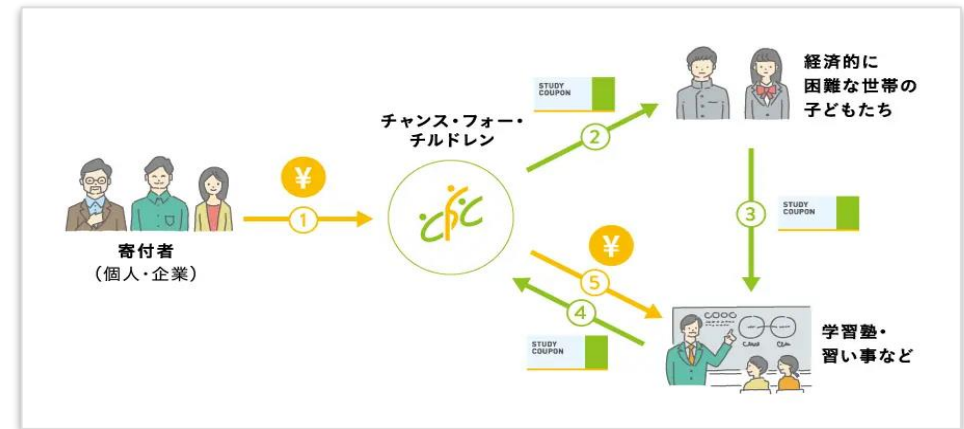 経済的に
困難な世帯の
子どもたち
STUDY
COUPON
チャンス・フォー・
チルドレン
②
¥
①
cfc
③
STUDY
COUPON
寄付者
(個人・企業)
¥
⑤
④
STUDY
COUPON
学習塾・
習い事など